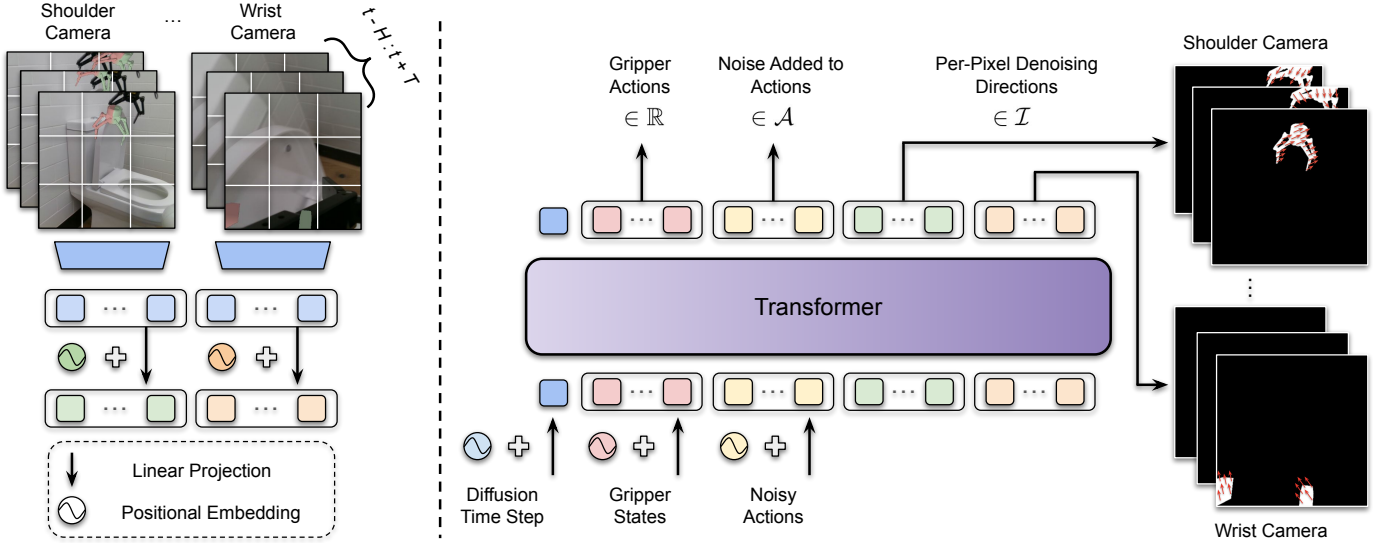 Shoulder
Camera
...
Wrist
Camera
t - H : t + T
...
...
...
...
Linear Projection
Positional Embedding
Gripper
Actions
∈ ℝ
Noise Added to
Actions
∈ 𝒜
Per-Pixel Denoising
Directions
∈ ℐ
...
...
...
...
Transformer
...
...
...
...
Diffusion
Time Step
Gripper
States
Noisy
Actions
Shoulder Camera
⋮
Wrist Camera